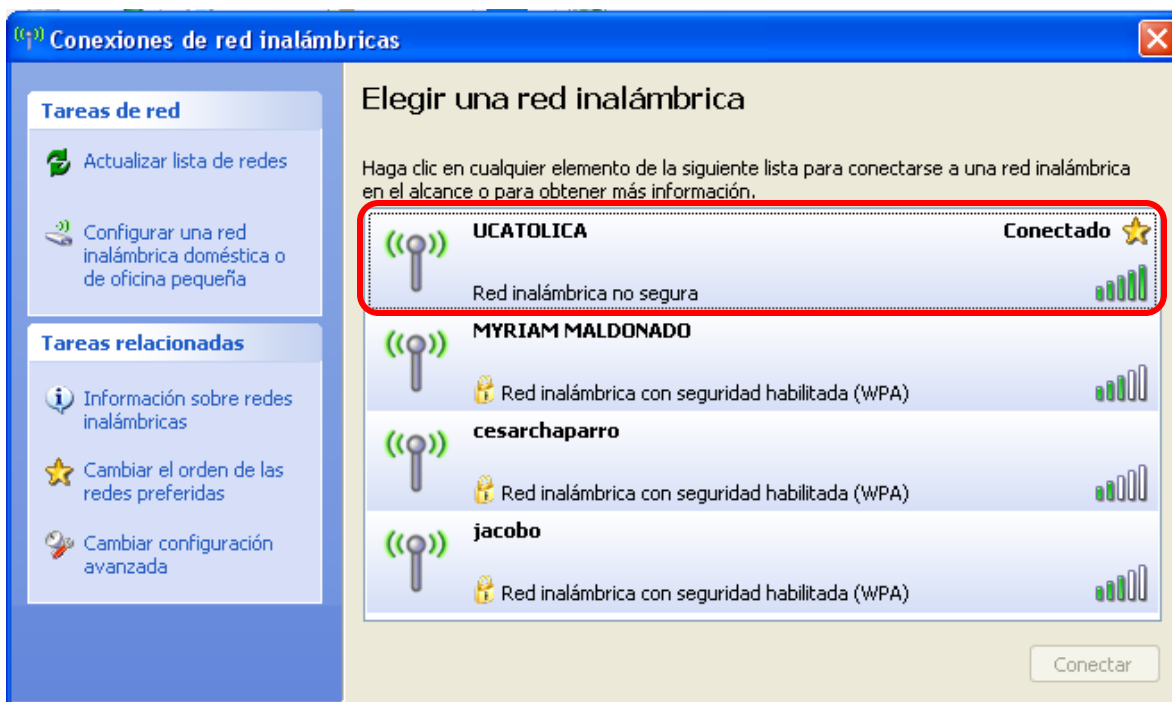 Conexiones de red inalámbricas
Tareas de red
Actualizar lista de redes
Configurar una red
inalámbrica doméstica o
de oficina pequeña
Tareas relacionadas
Información sobre redes
inalámbricas
Cambiar el orden de las
redes preferidas
Cambiar configuración
avanzada
Elegir una red inalámbrica
Haga clic en cualquier elemento de la siguiente lista para conectarse a una red inalámbrica
en el alcance o para obtener más información.
UCATOLICA Conectado
Red inalámbrica no segura
MYRIAM MALDONADO
Red inalámbrica con seguridad habilitada (WPA)
cesarchaparro
Red inalámbrica con seguridad habilitada (WPA)
jacobo
Red inalámbrica con seguridad habilitada (WPA)
Conectar